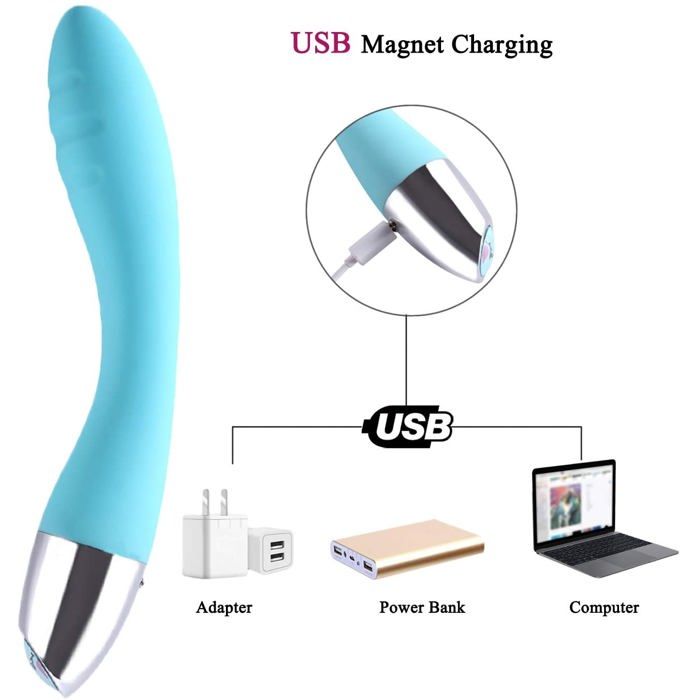 USB Magnet Charging
USB
Adapter
Power Bank
Computer